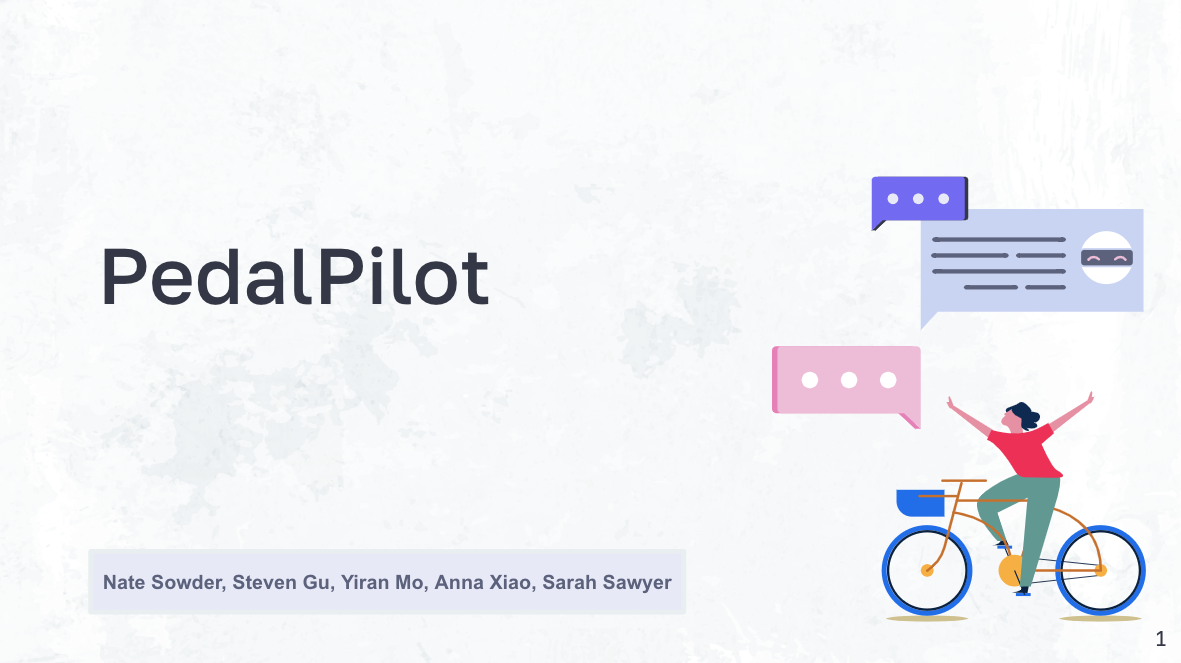 PedalPilot
Nate Sowder, Steven Gu, Yiran Mo, Anna Xiao, Sarah Sawyer
1